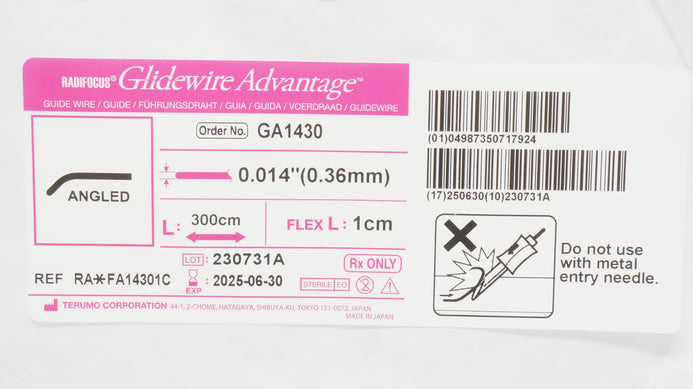 RADIFOCUS® Glidewire Advantage™
GUIDE WIRE / GUIDE / FÜHRUNGSDRAHT / GUIA / GUIDA / VOERDRAAD / GUIDEWIRE
Order No. GA1430
ANGLED
0.014"(0.36mm)
L: 300cm
FLEX L: 1cm
REF RA*FA14301C
LOT: 230731A
Rx ONLY
EXP: 2025-06-30
STERILE EO
TERUMO CORPORATION 44-1, 2-CHOME, HATAGAYA, SHIBUYA-KU, TOKYO 151-0072, JAPAN
MADE IN JAPAN
(01)04987350717924
(17)250630(10)230731A
Do not use
with metal
entry needle.